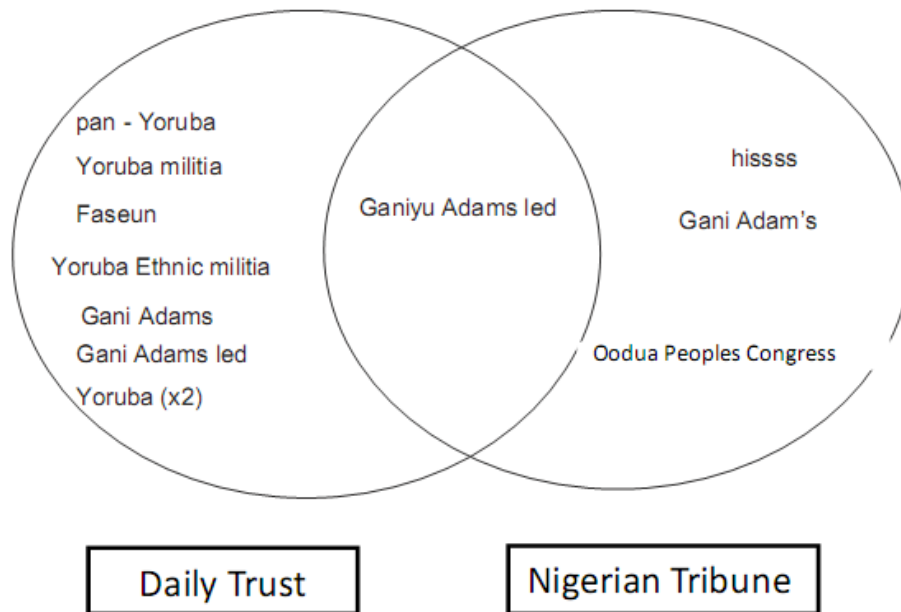 pan - Yoruba
Yoruba militia
Faseun
Yoruba Ethnic militia
Gani Adams
Gani Adams led
Yoruba (x2)
Ganiyu Adams led
hissss
Gani Adam’s
Oodua Peoples Congress
Daily Trust
Nigerian Tribune